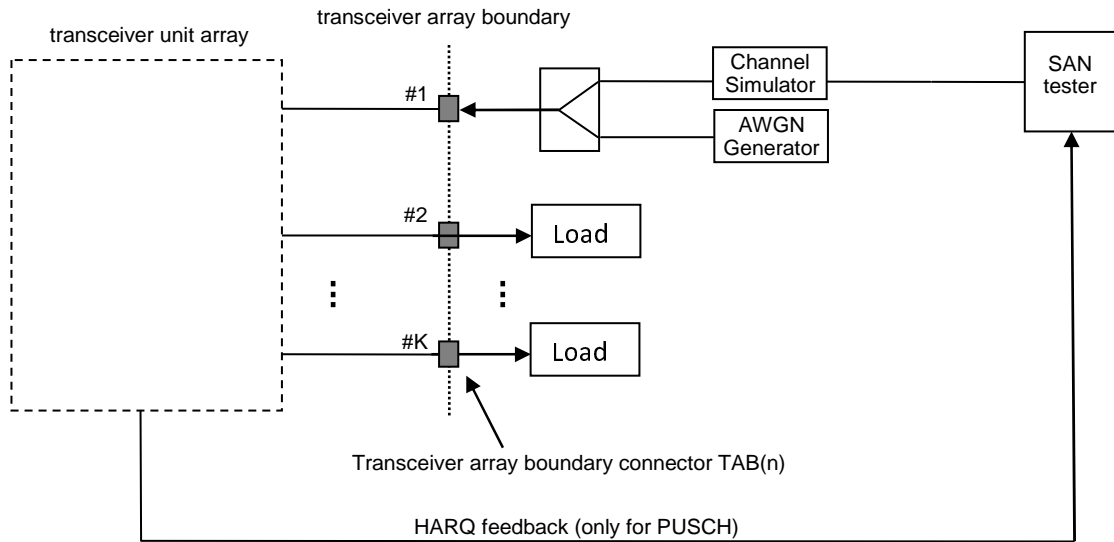 transceiver array boundary
transceiver unit array
#1
Channel
Simulator
SAN
tester
AWGN
Generator
#2
Load
#K
Load
Transceiver array boundary connector TAB(n)
HARQ feedback (only for PUSCH)